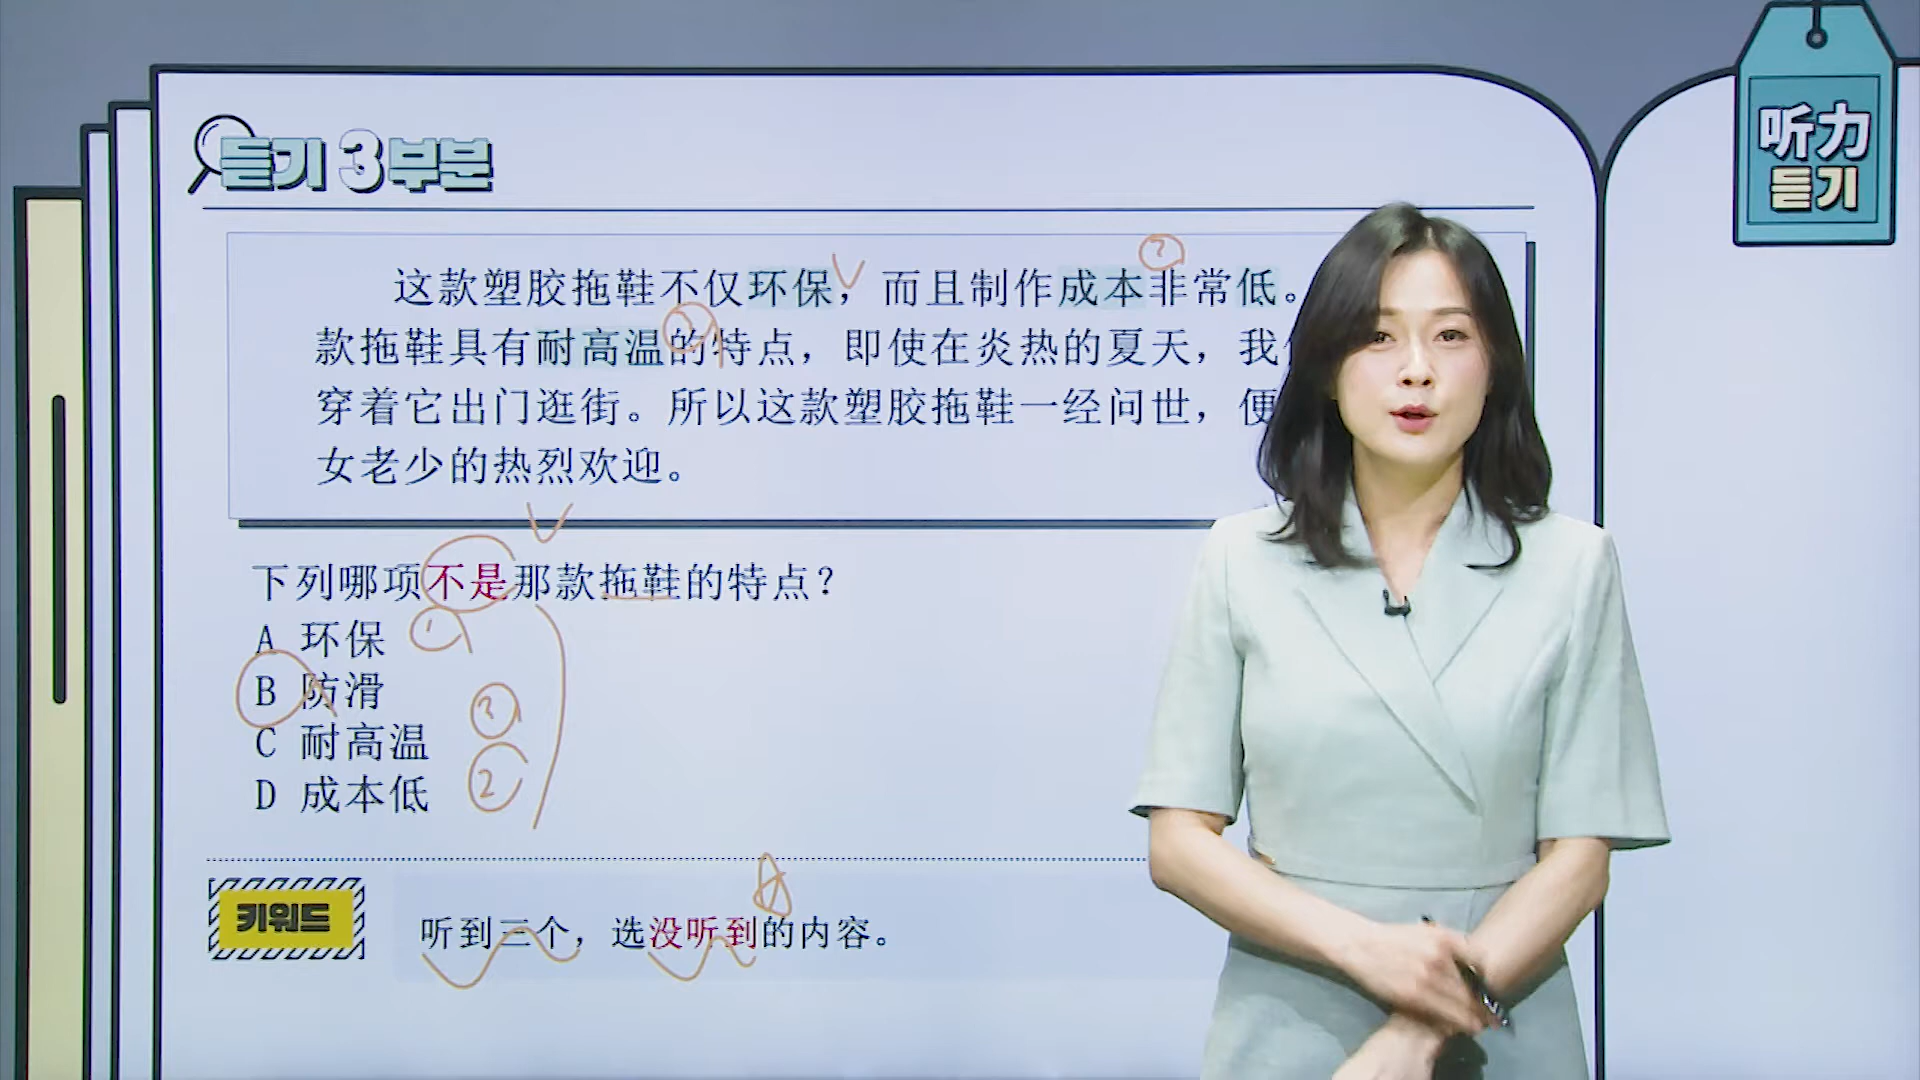 듣기 3 부분
听力
듣기
这款塑胶拖鞋不仅环保，而且制作成本非常低。
款拖鞋具有耐高温的特点，即使在炎热的夏天，我
穿着它出门逛街。所以这款塑胶拖鞋一经问世，便
女老少的热烈欢迎。
下列哪项不是那款拖鞋的特点？
A 环保 1
B 防滑
C 耐高温 3
D 成本低 2
키워드
听到三个，选没听到的内容。